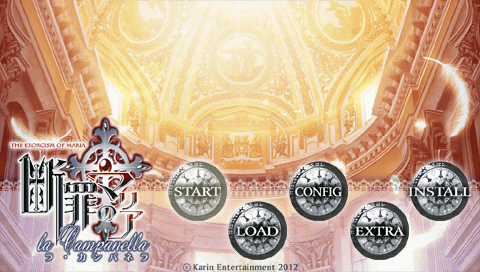 THE EXORCISM OF MARIA
断罪のマリア
la Campanella
ラ・カンパネラ
START
CONFIG
INSTALL
LOAD
EXTRA
© Karin Entertainment 2012